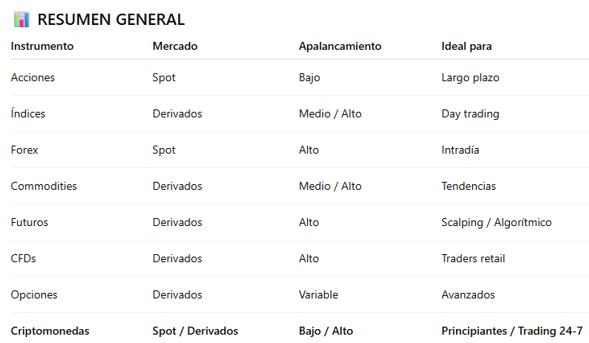 📊 RESUMEN GENERAL
Instrumento Mercado Apalancamiento Ideal para
Acciones Spot Bajo Largo plazo
Índices Derivados Medio / Alto Day trading
Forex Spot Alto Intradía
Commodities Derivados Medio / Alto Tendencias
Futuros Derivados Alto Scalping / Algorítmico
CFDs Derivados Alto Traders retail
Opciones Derivados Variable Avanzados
Criptomonedas Spot / Derivados Bajo / Alto Principiantes / Trading 24-7